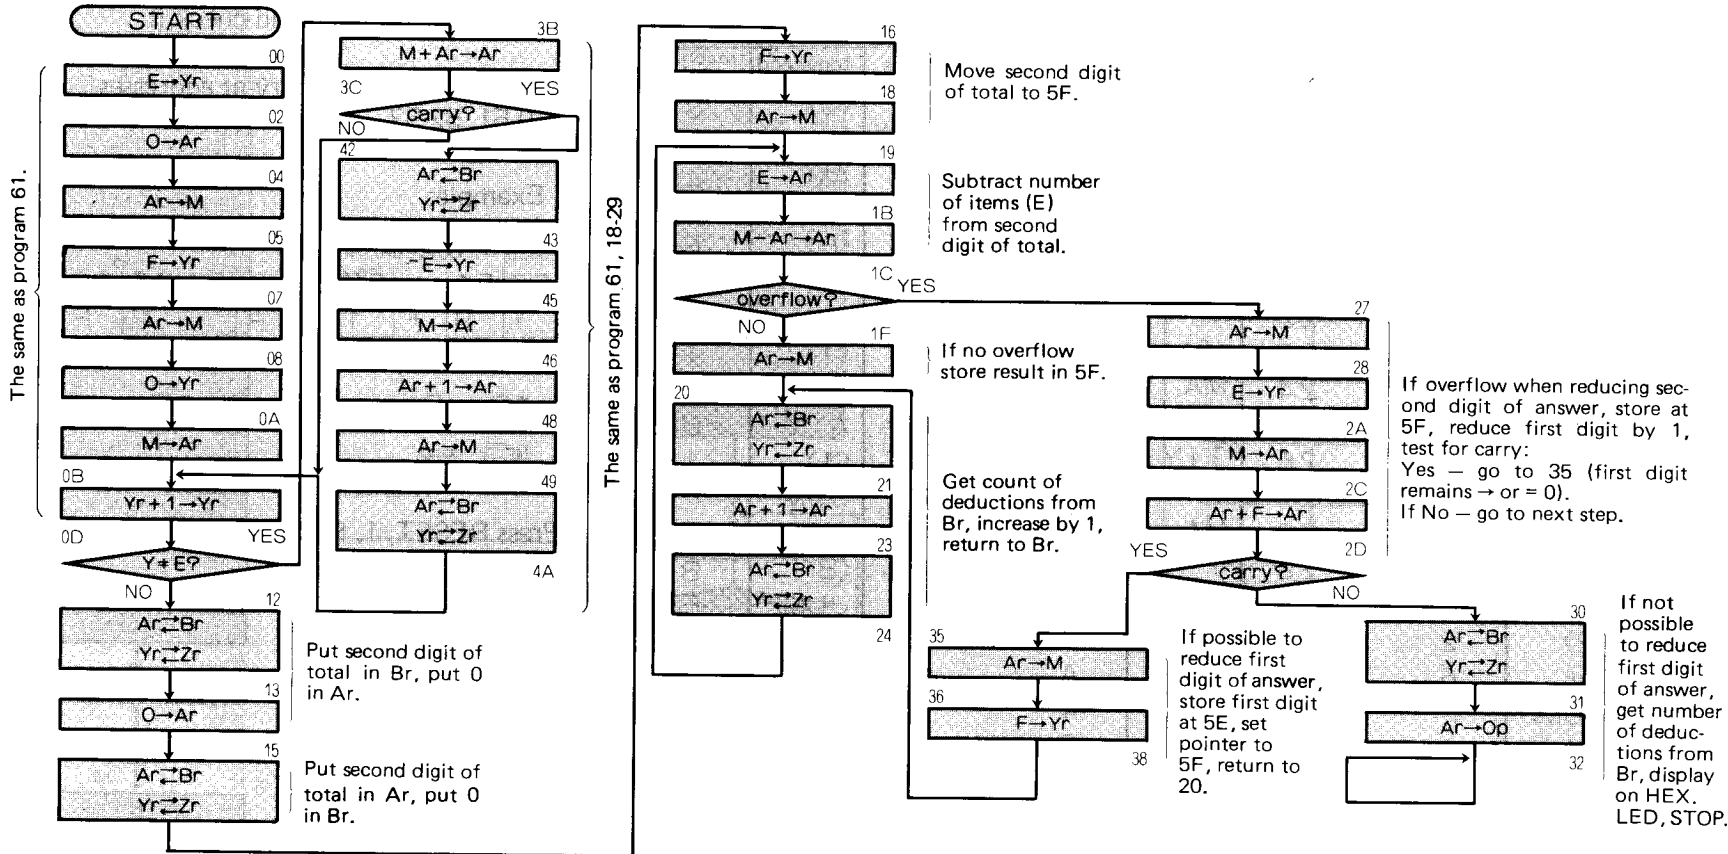 START
The same as program 61.
00
E→Yr
02
O→Ar
04
Ar→M
05
F→Yr
07
Ar→M
08
O→Yr
0A
M→Ar
0B
Yr+1→Yr
0D
YES
Y≠E?
NO
12
Ar⇄Br
Yr⇄Zr
13
O→Ar
Put second digit of
total in Br, put 0
in Ar.
15
Ar⇄Br
Yr⇄Zr
Put second digit of
total in Ar, put 0
in Br.
3B
M+Ar→Ar
3C
YES
carry?
NO
42
Ar⇄Br
Yr⇄Zr
43
E→Yr
45
M→Ar
46
Ar+1→Ar
48
Ar→M
49
Ar⇄Br
Yr⇄Zr
4A
The same as program 61, 18-29
16
F→Yr
18
Ar→M
Move second digit
of total to 5F.
19
E→Ar
1B
M–Ar→Ar
Subtract number
of items (E)
from second
digit of total.
1C
YES
overflow?
NO
1F
Ar→M
If no overflow
store result in 5F.
20
Ar⇄Br
Yr⇄Zr
21
Ar+1→Ar
23
Ar⇄Br
Yr⇄Zr
24
Get count of
deductions from
Br, increase by 1,
return to Br.
27
Ar→M
28
E→Yr
2A
M→Ar
2C
Ar+F→Ar
If overflow when reducing sec-
ond digit of answer, store at
5F, reduce first digit by 1,
test for carry:
Yes – go to 35 (first digit
remains → or = 0).
If No – go to next step.
YES
2D
carry?
NO
35
Ar→M
36
F→Yr
38
If possible to
reduce first
digit of answer,
store first digit
at 5E, set
pointer to
5F, return to
20.
30
Ar⇄Br
Yr⇄Zr
31
Ar→Op
32
If not
possible
to reduce
first digit
of answer,
get number
of deduc-
tions from
Br, display
on HEX.
LED, STOP.